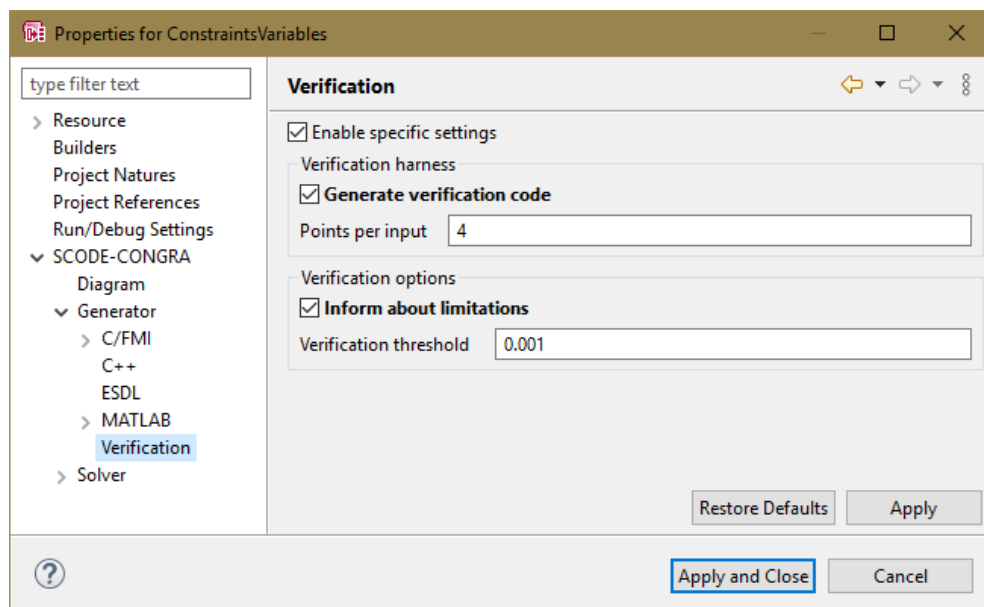 Properties for ConstraintsVariables
type filter text
Resource
Builders
Project Natures
Project References
Run/Debug Settings
SCODE-CONGRA
Diagram
Generator
C/FMI
C++
ESDL
MATLAB
Verification
Solver
Verification
Enable specific settings
Verification harness
Generate verification code
Points per input 4
Verification options
Inform about limitations
Verification threshold 0.001
Restore Defaults Apply
? Apply and Close Cancel